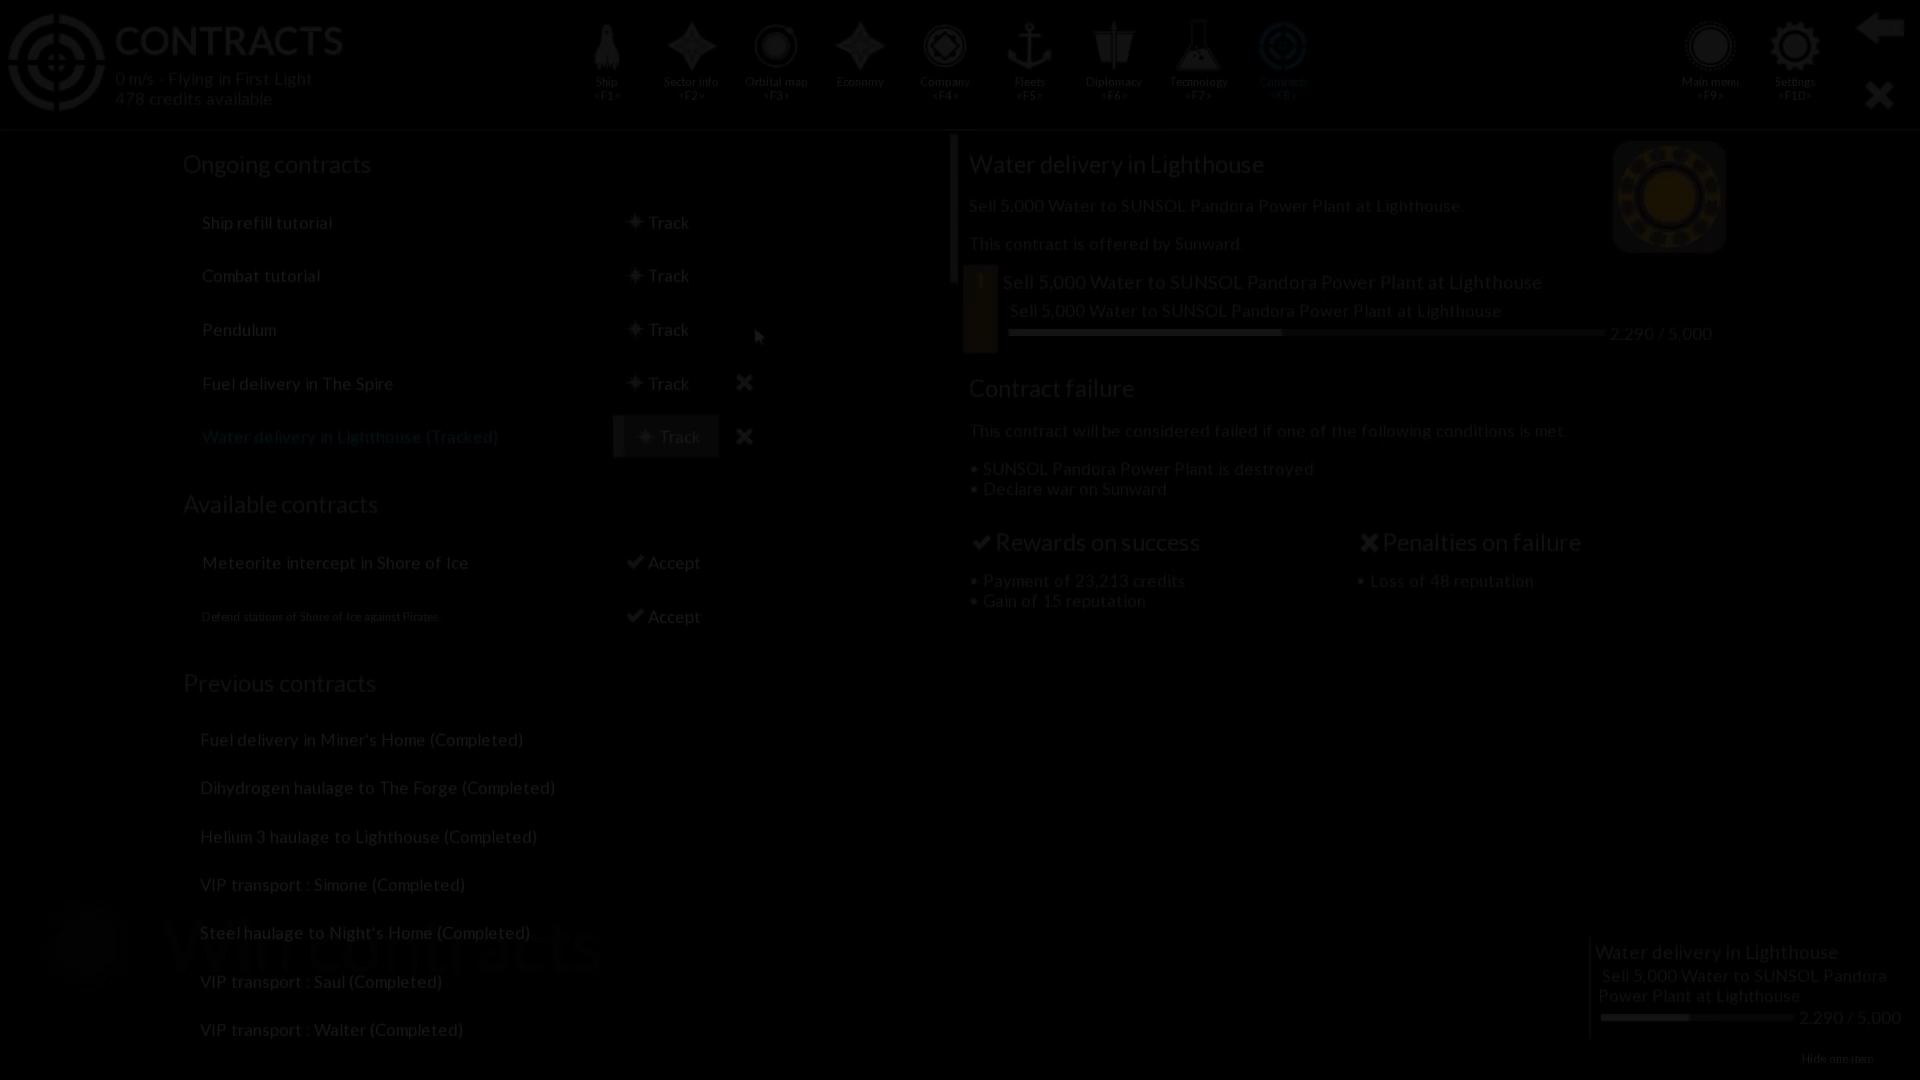 CONTRACTS
0 m/s - Flying in First Light
478 credits available
Ship
<F1>
Sector info
<F2>
Orbital map
<F3>
Economy
Company
<F4>
Fleets
<F5>
Diplomacy
<F6>
Technology
<F7>
Contracts
<F8>
Main menu
<F9>
Settings
<F10>
Ongoing contracts
Ship refill tutorial
Track
Combat tutorial
Track
Pendulum
Track
Fuel delivery in The Spire
Track
Water delivery in Lighthouse (Tracked)
Track
Available contracts
Meteorite intercept in Shore of Ice
Accept
Defend stations of Shore of Ice against Pirates
Accept
Previous contracts
Fuel delivery in Miner's Home (Completed)
Dihydrogen haulage to The Forge (Completed)
Helium 3 haulage to Lighthouse (Completed)
VIP transport : Simone (Completed)
Steel haulage to Night's Home (Completed)
VIP transport : Saul (Completed)
VIP transport : Walter (Completed)
Win contracts
Water delivery in Lighthouse
Sell 5,000 Water to SUNSOL Pandora Power Plant at Lighthouse
This contract is offered by Sunward.
1
Sell 5,000 Water to SUNSOL Pandora Power Plant at Lighthouse
Sell 5,000 Water to SUNSOL Pandora Power Plant at Lighthouse
2,290 / 5,000
Contract failure
This contract will be considered failed if one of the following conditions is met.
• SUNSOL Pandora Power Plant is destroyed
• Declare war on Sunward
Rewards on success
• Payment of 23,213 credits
• Gain of 15 reputation
Penalties on failure
• Loss of 48 reputation
Water delivery in Lighthouse
Sell 5,000 Water to SUNSOL Pandora
Power Plant at Lighthouse
2,290 / 5,000
Hide one item